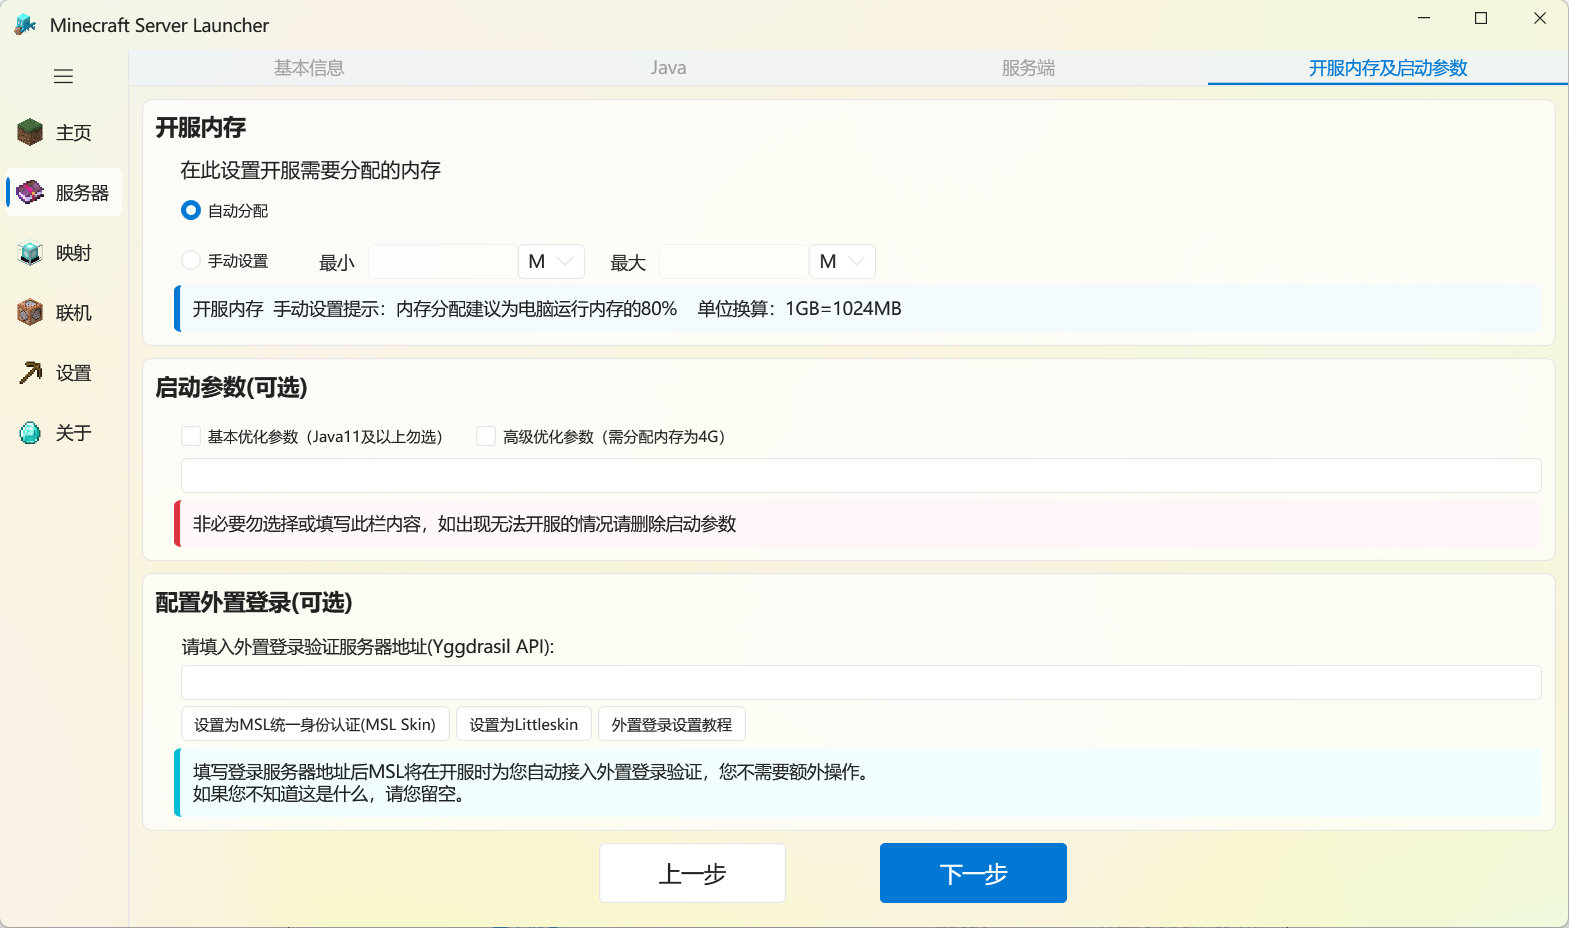 Minecraft Server Launcher
基本信息
Java
服务端
开服内存及启动参数
主页
服务器
映射
联机
设置
关于
开服内存
在此设置开服需要分配的内存
自动分配
手动设置 最小 M 最大 M
开服内存 手动设置提示：内存分配建议为电脑运行内存的80% 单位换算：1GB=1024MB
启动参数(可选)
基本优化参数（Java11及以上勿选） 高级优化参数（需分配内存为4G）
非必要勿选择或填写此栏内容，如出现无法开服的情况请删除启动参数
配置外置登录(可选)
请填入外置登录验证服务器地址(Yggdrasil API):
设置为MSL统一身份认证(MSL Skin) 设置为Littleskin 外置登录设置教程
填写登录服务器地址后MSL将在开服时为您自动接入外置登录验证，您不需要额外操作。
如果您不知道这是什么，请您留空。
上一步 下一步